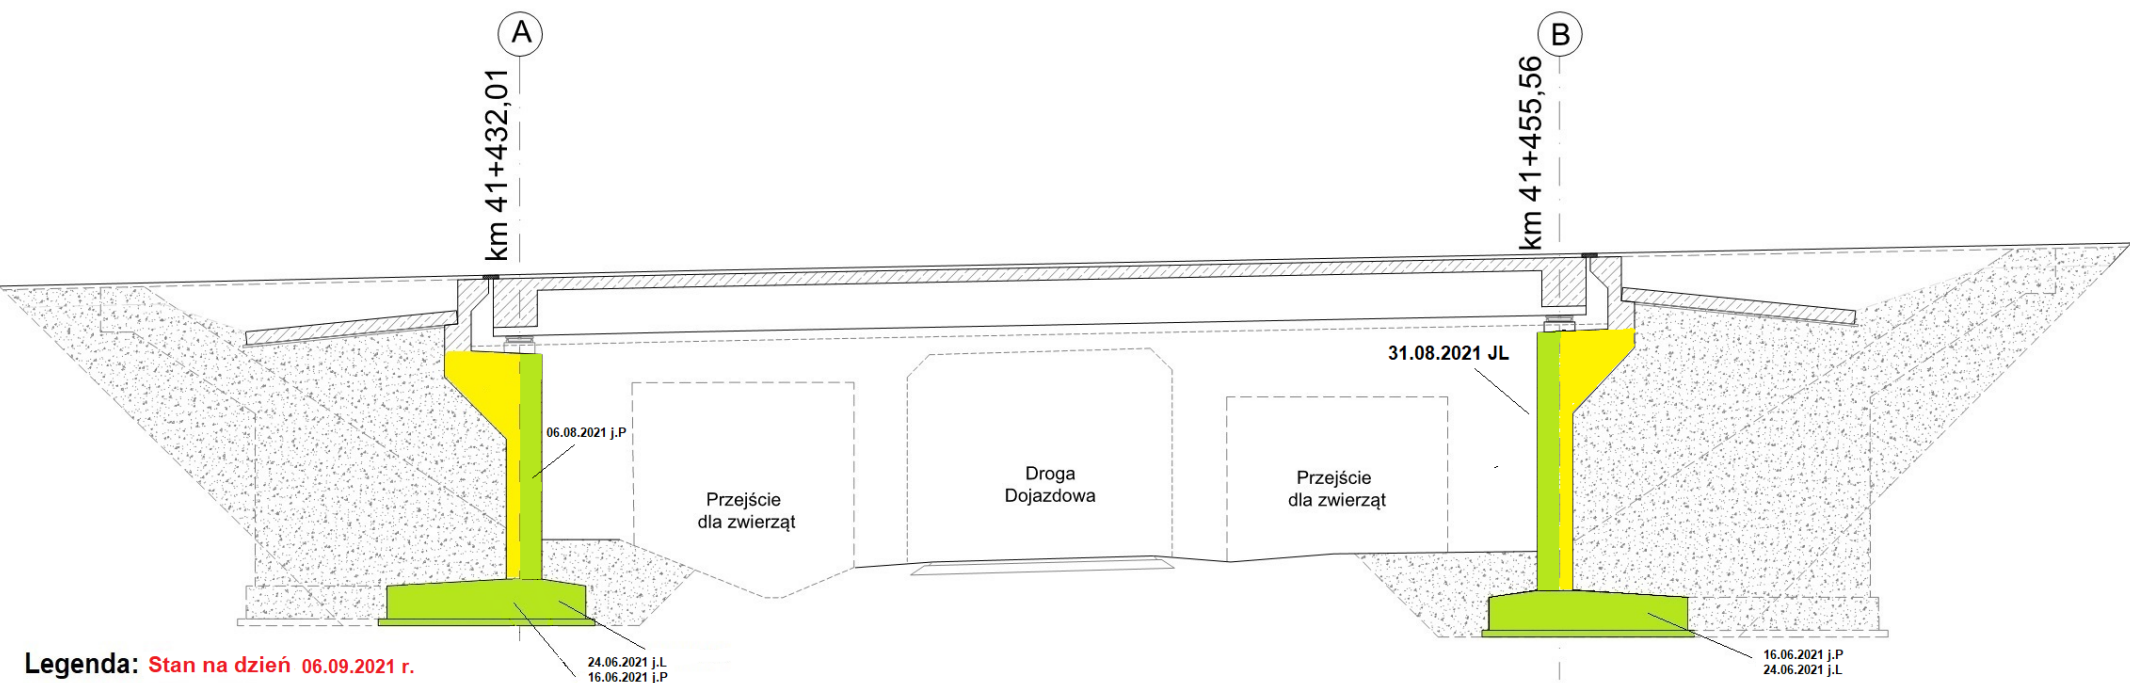 A
B
km 41+432,01
km 41+455,56
31.08.2021 JL
06.08.2021 j.P
Przejście
dla zwierząt
Droga
Dojazdowa
Przejście
dla zwierząt
24.06.2021 j.L
16.06.2021 j.P
16.06.2021 j.P
24.06.2021 j.L
Legenda: Stan na dzień 06.09.2021 r.